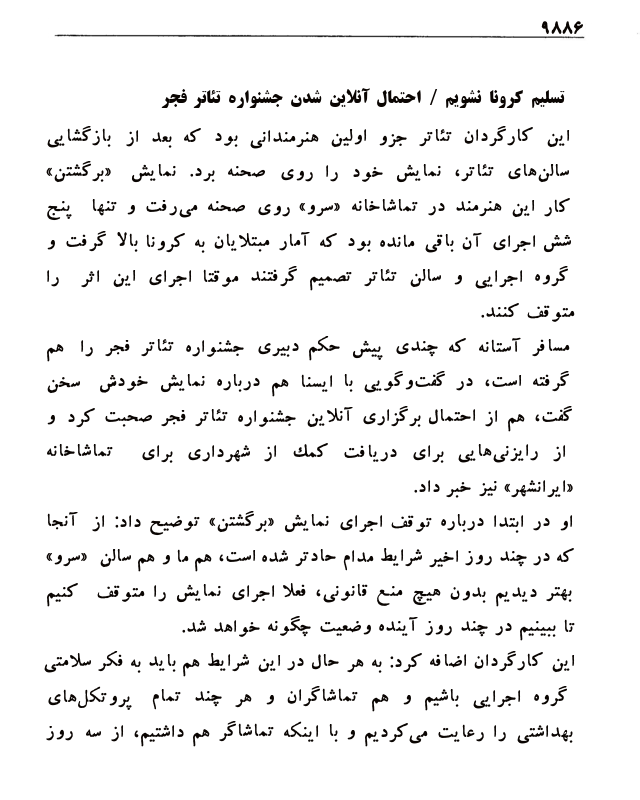 ۹۸۸۶
تسلیم کرونا نشویم / احتمال آنلاین شدن جشنواره تئاتر فجر
این کارگردان تئاتر جزو اولین هنرمندانی بود که بعد از بازگشایی
سالن‌های تئاتر، نمایش خود را روی صحنه برد. نمایش «برگشتن»
کار این هنرمند در تماشاخانه «سرو» روی صحنه می‌رفت و تنها پنج
شش اجرای آن باقی مانده بود که آمار مبتلایان به کرونا بالا گرفت و
گروه اجرایی و سالن تئاتر تصمیم گرفتند موقتا اجرای این اثر را
متوقف کنند.
مسافر آستانه که چندی پیش حکم دبیری جشنواره تئاتر فجر را هم
گرفته است، در گفت‌وگویی با ایسنا هم درباره نمایش خودش سخن
گفت، هم از احتمال برگزاری آنلاین جشنواره تئاتر فجر صحبت کرد و
از رایزنی‌هایی برای دریافت کمك از شهرداری برای تماشاخانه
«ایرانشهر» نیز خبر داد.
او در ابتدا درباره توقف اجرای نمایش «برگشتن» توضیح داد: از آنجا
که در چند روز اخیر شرایط مدام حادتر شده است، هم ما و هم سالن «سرو»
بهتر دیدیم بدون هیچ منع قانونی، فعلا اجرای نمایش را متوقف کنیم
تا ببینیم در چند روز آینده وضعیت چگونه خواهد شد.
این کارگردان اضافه کرد: به هر حال در این شرایط هم باید به فکر سلامتی
گروه اجرایی باشیم و هم تماشاگران و هر چند تمام پروتکل‌های
بهداشتی را رعایت می‌کردیم و با اینکه تماشاگر هم داشتیم، از سه روز